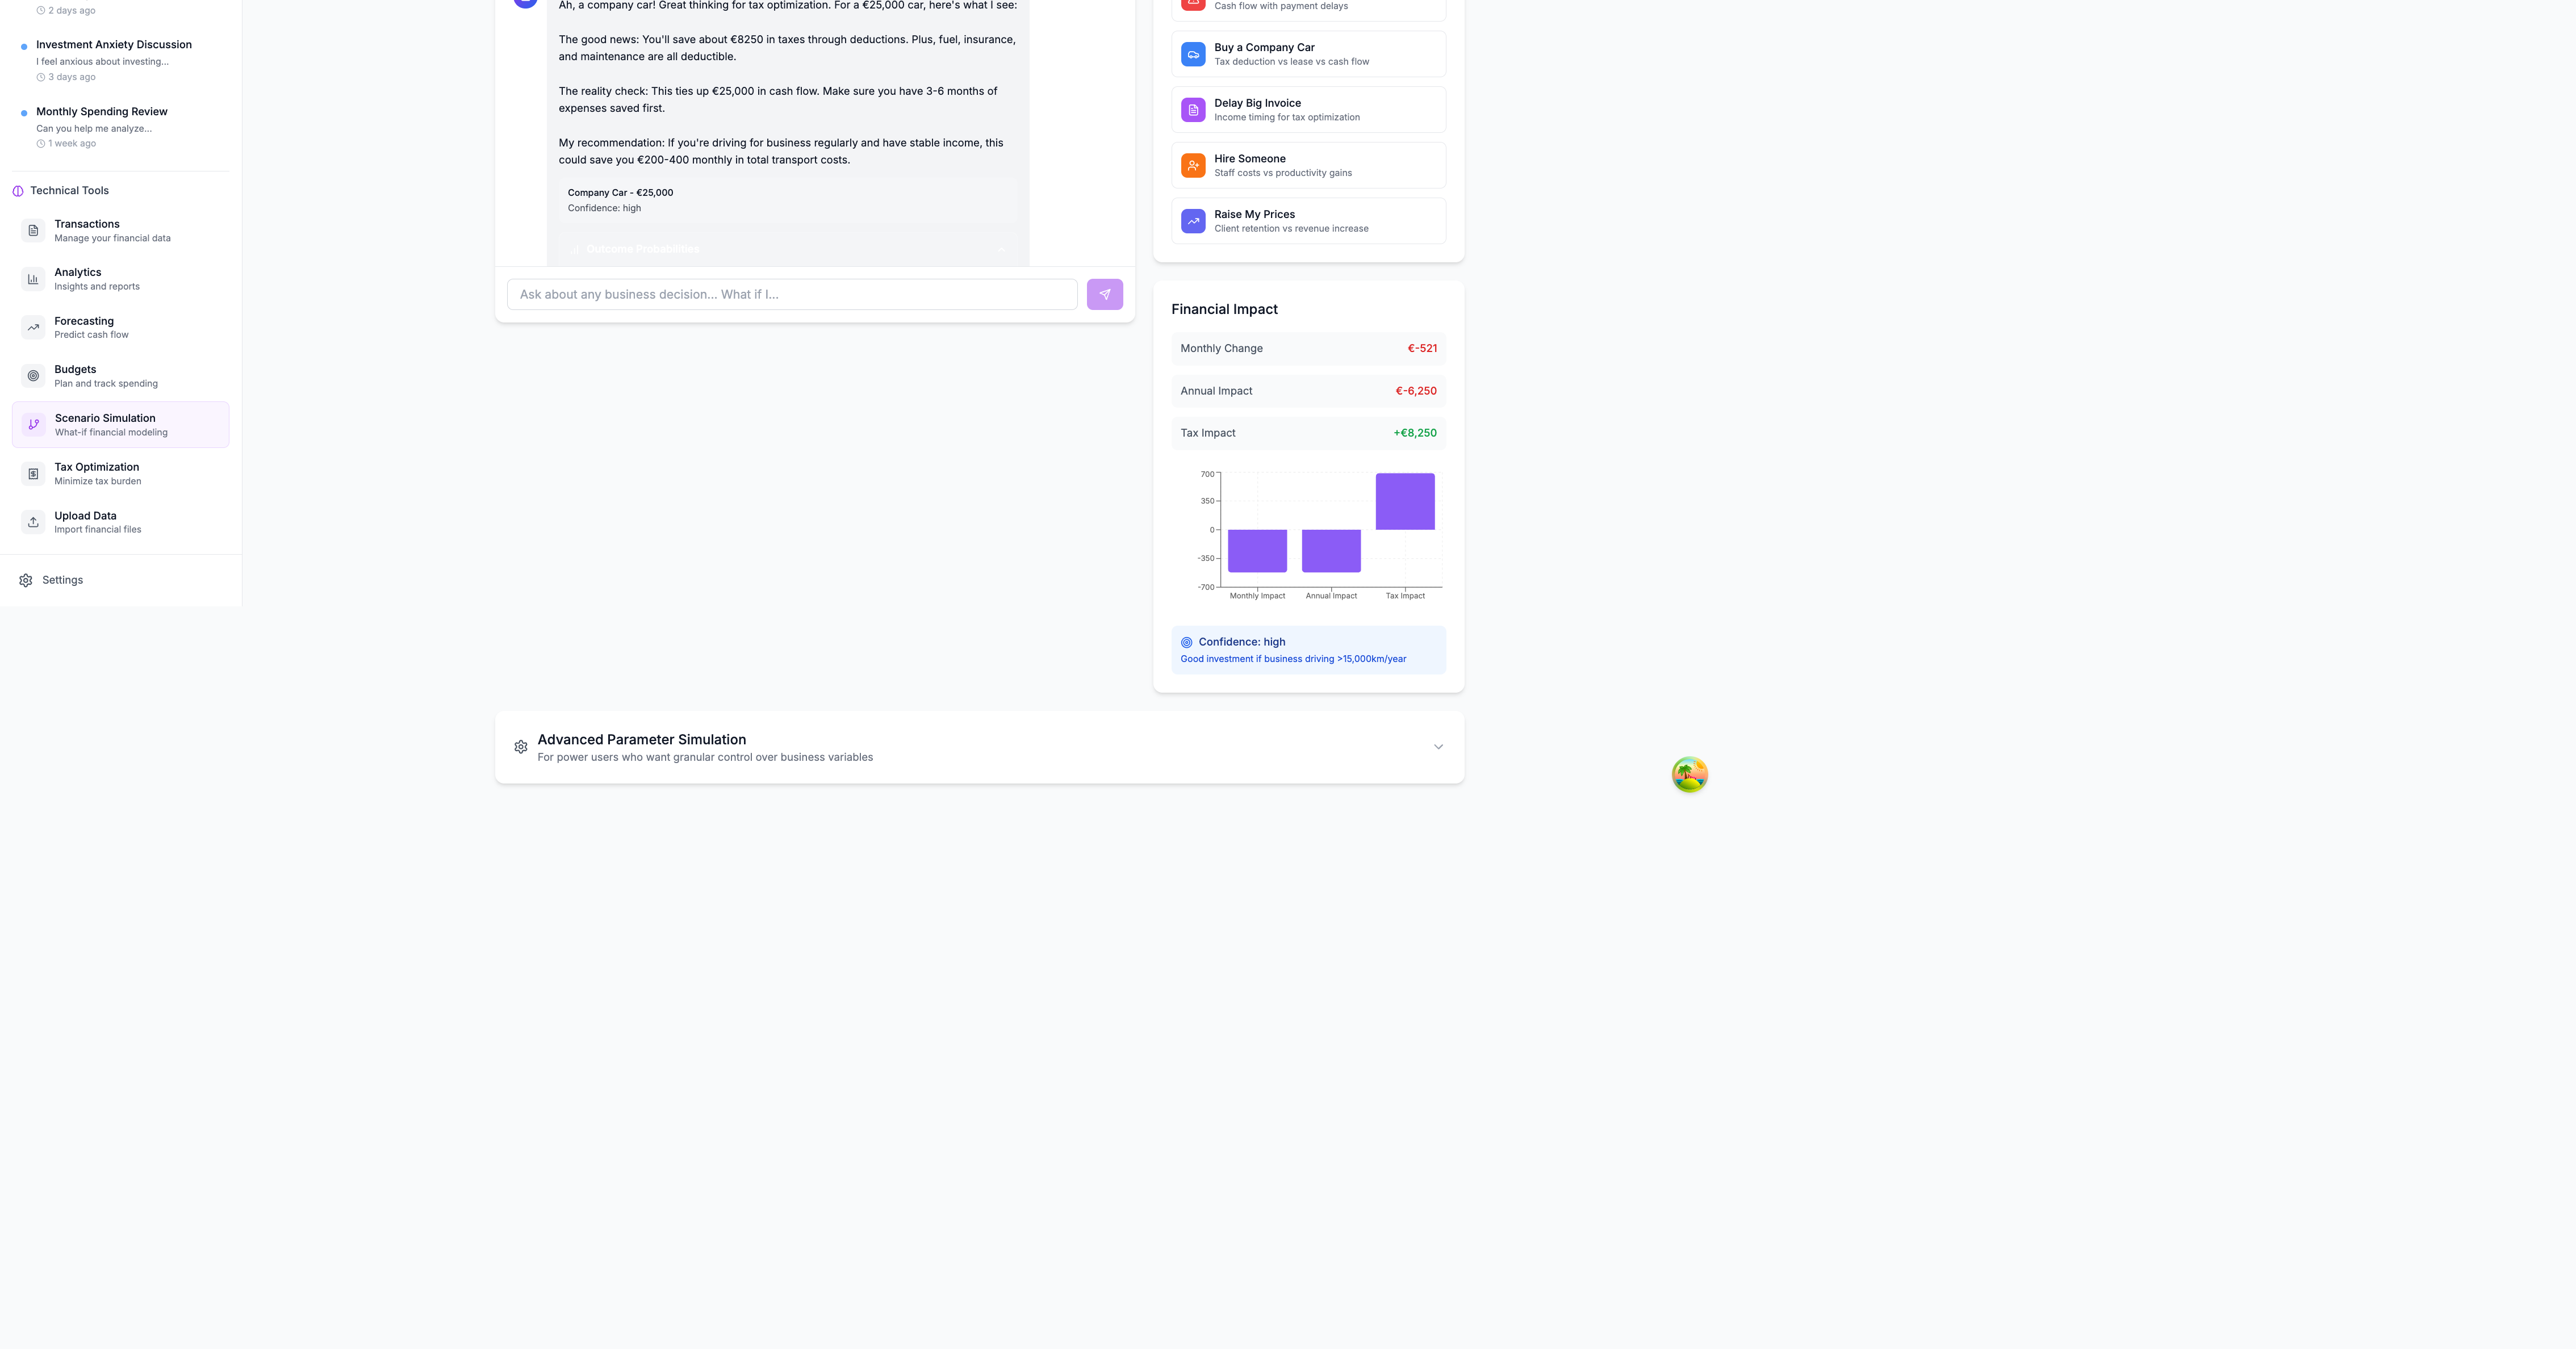 2 days ago
Investment Anxiety Discussion
I feel anxious about investing...
3 days ago
Monthly Spending Review
Can you help me analyze...
1 week ago
Technical Tools
Transactions
Manage your financial data
Analytics
Insights and reports
Forecasting
Predict cash flow
Budgets
Plan and track spending
Scenario Simulation
What-if financial modeling
Tax Optimization
Minimize tax burden
Upload Data
Import financial files
Settings
Ah, a company car! Great thinking for tax optimization. For a €25,000 car, here's what I see:
The good news: You'll save about €8250 in taxes through deductions. Plus, fuel, insurance,
and maintenance are all deductible.
The reality check: This ties up €25,000 in cash flow. Make sure you have 3-6 months of
expenses saved first.
My recommendation: If you're driving for business regularly and have stable income, this
could save you €200-400 monthly in total transport costs.
Company Car - €25,000
Confidence: high
Outcome Probabilities
Ask about any business decision... What if I...
Cash flow with payment delays
Buy a Company Car
Tax deduction vs lease vs cash flow
Delay Big Invoice
Income timing for tax optimization
Hire Someone
Staff costs vs productivity gains
Raise My Prices
Client retention vs revenue increase
Financial Impact
Monthly Change €-521
Annual Impact €-6,250
Tax Impact +€8,250
700
350
0
-350
-700
Monthly Impact Annual Impact Tax Impact
Confidence: high
Good investment if business driving >15,000km/year
Advanced Parameter Simulation
For power users who want granular control over business variables